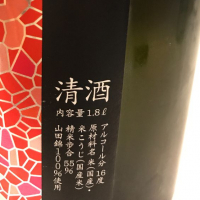 清酒
内容量 1.8ℓ
アルコール分 16度
原材料名 米(国産)・
米こうじ(国産米)
精米歩合 55%
山田錦100%使用